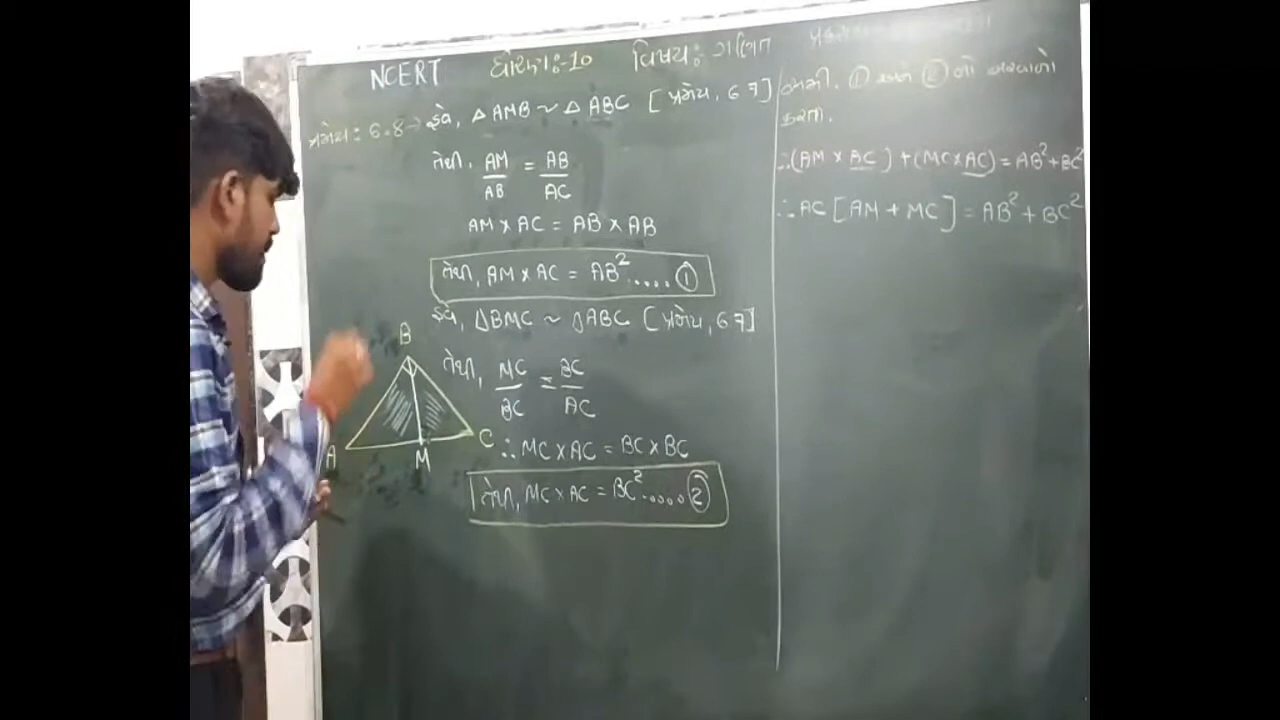 NCERT ધોરણ:-10 વિષય: ગણિત
પ્રમેય: 6.8 → હવે, △AMB ~ △ABC [પ્રમેય, 6 7]
તેથી, AM/AB = AB/AC
AM × AC = AB × AB
તેથી, AM × AC = AB² ..... ①
હવે, △BMC ~ △ABC [પ્રમેય, 6 7]
તેથી, MC/BC = BC/AC
∴ MC × AC = BC × BC
તેથી, MC × AC = BC² ..... ②
B
A
M
C
સમી. ① અને ② નો સરવાળો
કરતા.
∴ (AM × AC) + (MC × AC) = AB² + BC²
∴ AC [AM + MC] = AB² + BC²